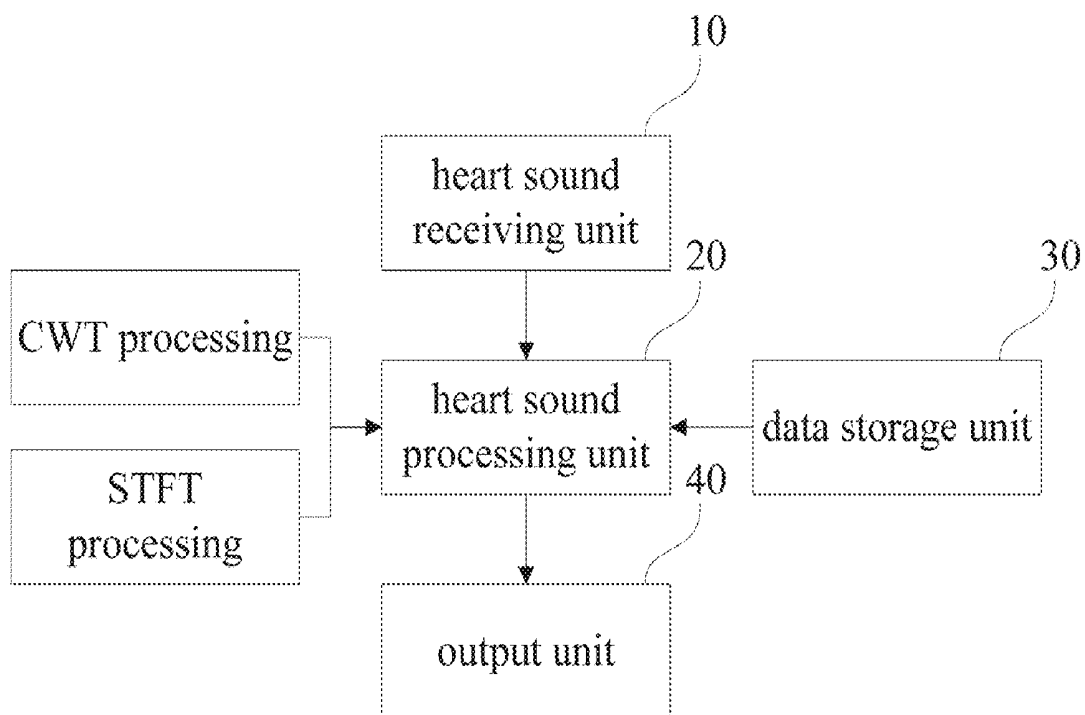 10
heart sound
receiving unit
20
30
CWT processing
heart sound
processing unit
data storage unit
STFT
processing
40
output unit